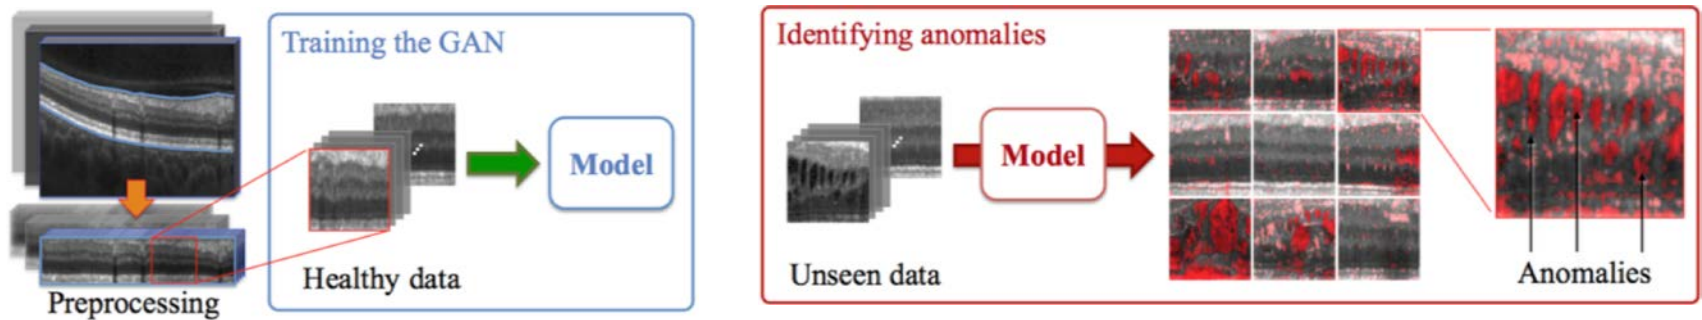 Training the GAN
Model
Healthy data
Preprocessing
Identifying anomalies
Model
Unseen data
Anomalies